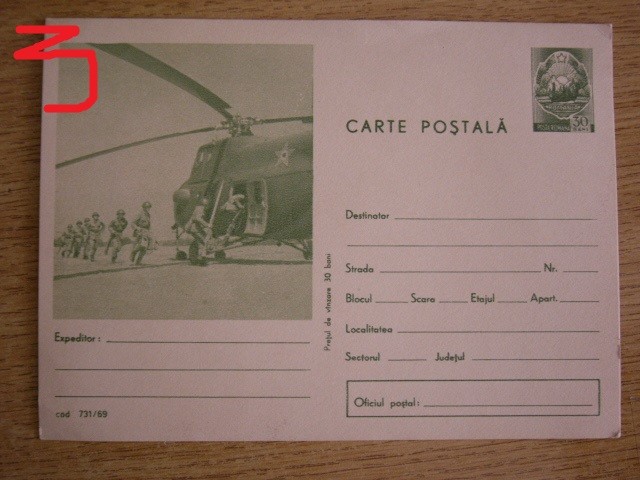 CARTE POȘTALĂ
30
Destinatar
Strada Nr.
Blocul Scara Etajul Apart.
Localitatea
Sectorul Județul
Oficiul poștal:
Prețul de vînzare 30 bani
Expeditor:
cod 731/69